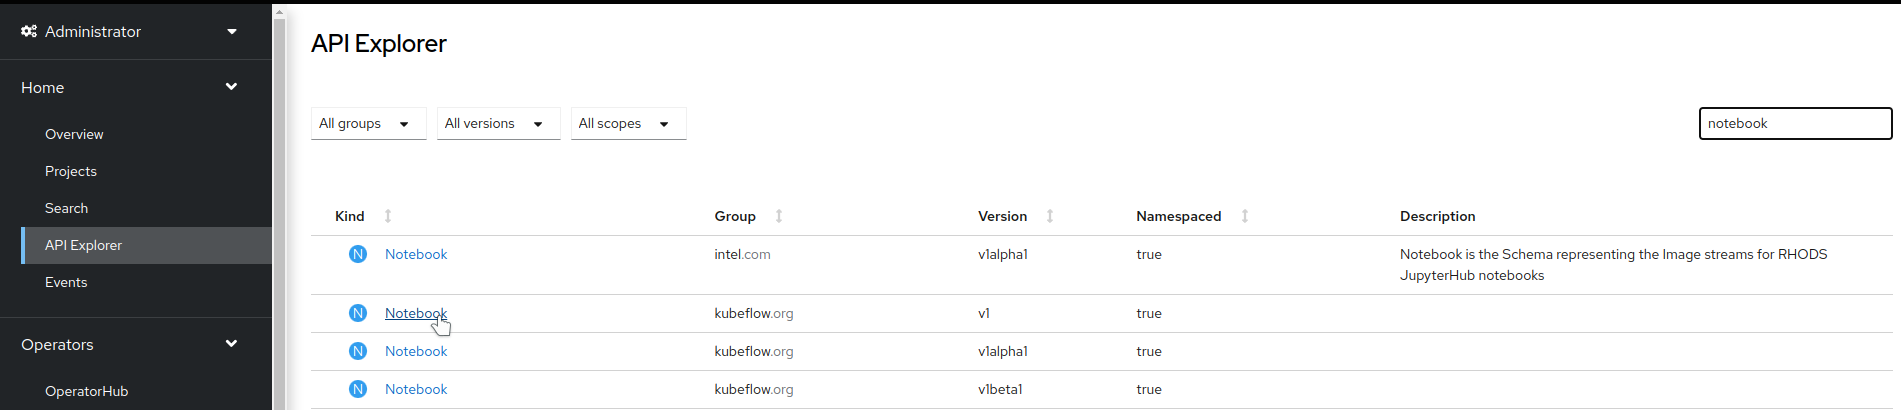 Administrator
Home
Overview
Projects
Search
API Explorer
Events
Operators
OperatorHub
API Explorer
All groups All versions All scopes notebook
Kind Group Version Namespaced Description
N Notebook intel.com v1alpha1 true Notebook is the Schema representing the Image streams for RHODS
JupyterHub notebooks
N Notebook kubeflow.org v1 true
N Notebook kubeflow.org v1alpha1 true
N Notebook kubeflow.org v1beta1 true